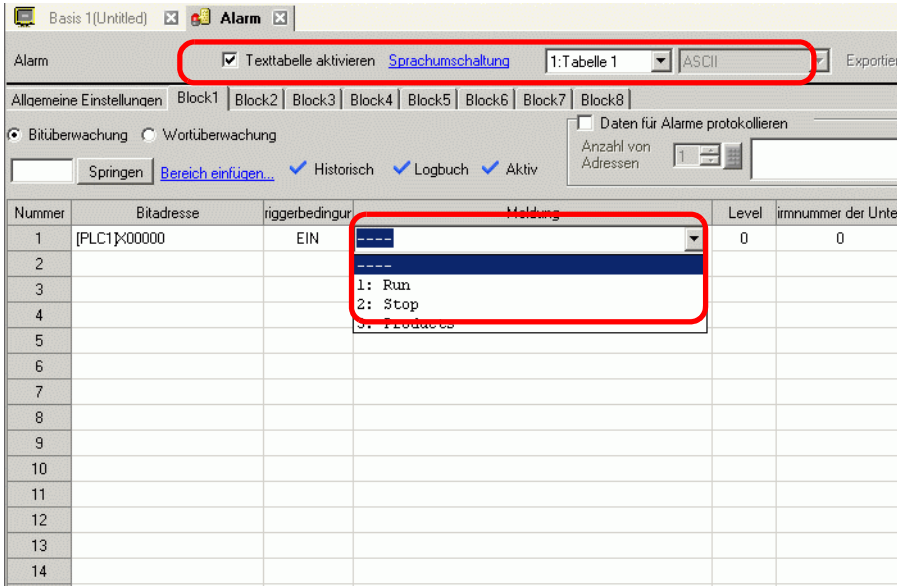 Basis 1(Untitled) Alarm
Alarm Texttabelle aktivieren Sprachumschaltung 1:Tabelle 1 ASCII Exportie
Allgemeine Einstellungen Block1 Block2 Block3 Block4 Block5 Block6 Block7 Block8
Daten für Alarme protokollieren
Bitüberwachung Wortüberwachung
Anzahl von
Adressen
1
Springen Bereich einfügen... Historisch Logbuch Aktiv
Nummer Bitadresse riggerbedingur Meldung Level irmnummer der Unte
1 [PLC1]X00000 EIN ---- 0 0
2 ----
3 1: Run
2: Stop
4
3: Products
5
6
7
8
9
10
11
12
13
14